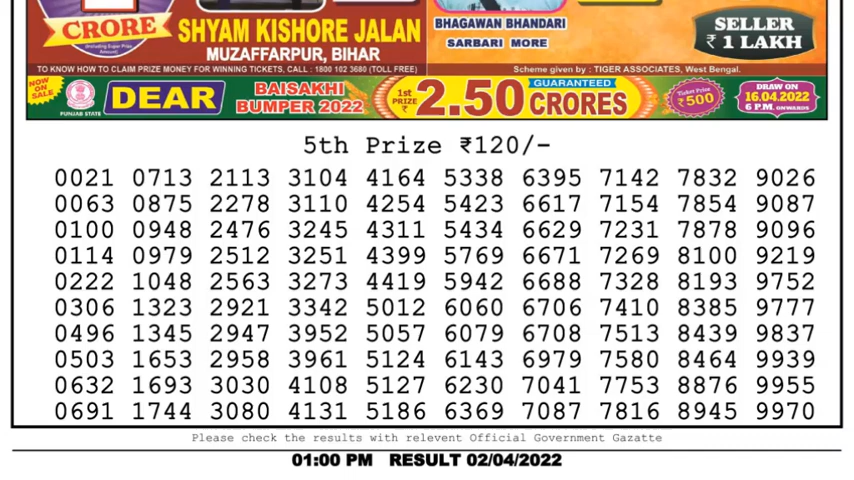 CRORE
(Including Super Prize Amount)
SHYAM KISHORE JALAN
MUZAFFARPUR, BIHAR
BHAGAWAN BHANDARI
SARBARI MORE
SELLER
₹ 1 LAKH
TO KNOW HOW TO CLAIM PRIZE MONEY FOR WINNING TICKETS, CALL : 1800 102 3680 (TOLL FREE)
Scheme given by : TIGER ASSOCIATES, West Bengal.
NOW ON SALE
PUNJAB STATE
DEAR
BAISAKHI
BUMPER 2022
1st PRIZE ₹
2.50
GUARANTEED
CRORES
Ticket Price
₹500
DRAW ON
16.04.2022
6 P.M. ONWARDS
5th Prize ₹120/-
0021 0713 2113 3104 4164 5338 6395 7142 7832 9026
0063 0875 2278 3110 4254 5423 6617 7154 7854 9087
0100 0948 2476 3245 4311 5434 6629 7231 7878 9096
0114 0979 2512 3251 4399 5769 6671 7269 8100 9219
0222 1048 2563 3273 4419 5942 6688 7328 8193 9752
0306 1323 2921 3342 5012 6060 6706 7410 8385 9777
0496 1345 2947 3952 5057 6079 6708 7513 8439 9837
0503 1653 2958 3961 5124 6143 6979 7580 8464 9939
0632 1693 3030 4108 5127 6230 7041 7753 8876 9955
0691 1744 3080 4131 5186 6369 7087 7816 8945 9970
Please check the results with relevent Official Government Gazatte
01:00 PM RESULT 02/04/2022